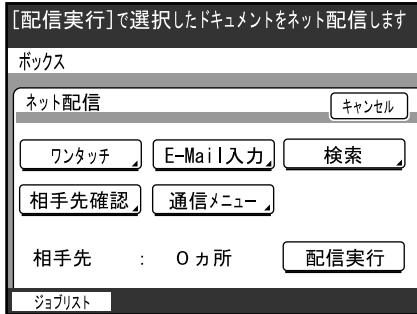 [配信実行]で選択したドキュメントをネット配信します
ボックス
ネット配信 キャンセル
ワンタッチ E-Mail入力 検索
相手先確認 通信メニュー
相手先 : 0ヵ所 配信実行
ジョブリスト